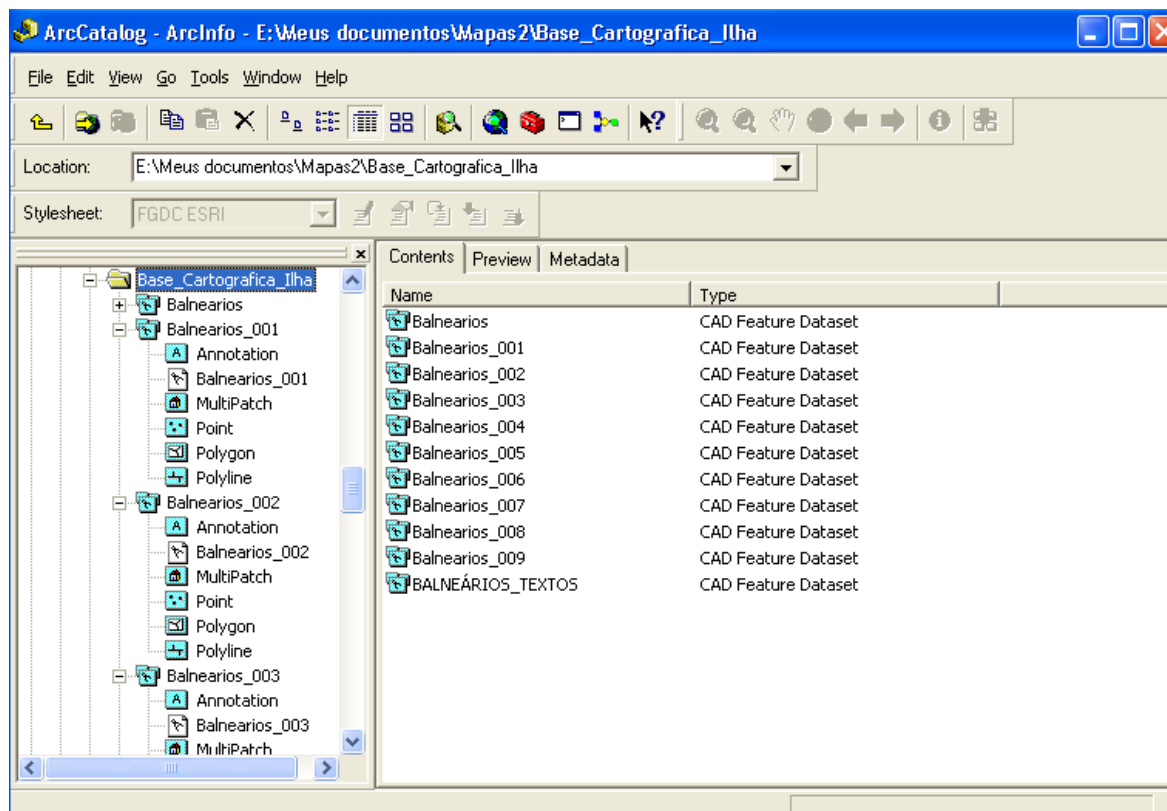 ArcCatalog - ArcInfo - E:\Meus documentos\Mapas2\Base_Cartografica_Ilha
File Edit View Go Tools Window Help
Location: E:\Meus documentos\Mapas2\Base_Cartografica_Ilha
Stylesheet: FGDC ESRI
Base_Cartografica_Ilha
Balnearios
Balnearios_001
Annotation
Balnearios_001
MultiPatch
Point
Polygon
Polyline
Balnearios_002
Annotation
Balnearios_002
MultiPatch
Point
Polygon
Polyline
Balnearios_003
Annotation
Balnearios_003
MultiPatch
Contents Preview Metadata
Name Type
Balnearios CAD Feature Dataset
Balnearios_001 CAD Feature Dataset
Balnearios_002 CAD Feature Dataset
Balnearios_003 CAD Feature Dataset
Balnearios_004 CAD Feature Dataset
Balnearios_005 CAD Feature Dataset
Balnearios_006 CAD Feature Dataset
Balnearios_007 CAD Feature Dataset
Balnearios_008 CAD Feature Dataset
Balnearios_009 CAD Feature Dataset
BALNEÁRIOS_TEXTOS CAD Feature Dataset